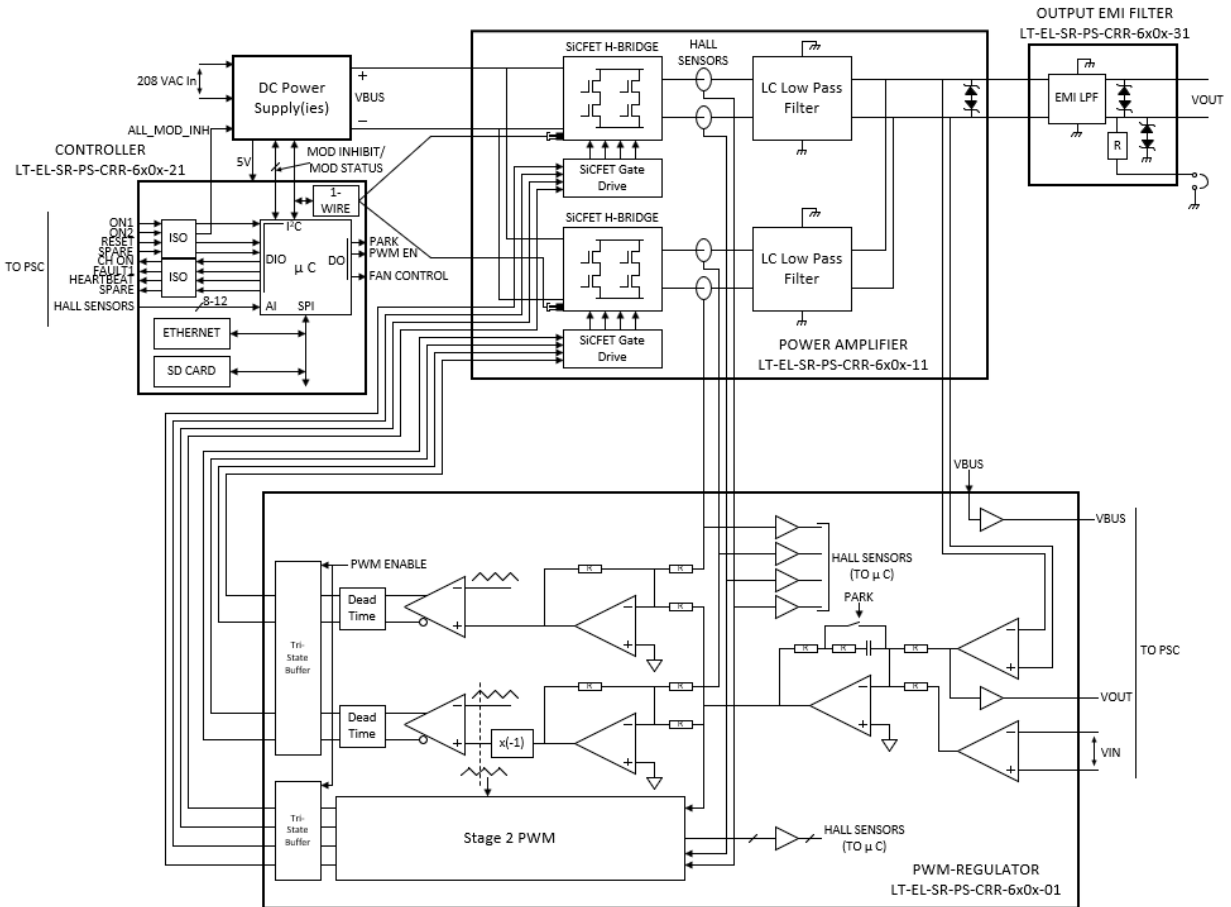 OUTPUT EMI FILTER
LT-EL-SR-PS-CRR-6x0x-31
SiCFET H-BRIDGE
HALL
SENSORS
208 VAC In
DC Power
Supply(ies)
+
VBUS
−
LC Low Pass
Filter
EMI LPF
VOUT
R
ALL_MOD_INH
CONTROLLER
LT-EL-SR-PS-CRR-6x0x-21
5V
MOD INHIBIT/
MOD STATUS
SiCFET Gate
Drive
1-
WIRE
SiCFET H-BRIDGE
TO PSC
ON1
ON2
RESET
SPARE
CH ON
FAULT1
HEARTBEAT
SPARE
HALL SENSORS
ISO
ISO
8-12
I²C
DIO
μ C
DO
AI
SPI
PARK
PWM EN
FAN CONTROL
LC Low Pass
Filter
ETHERNET
SD CARD
SiCFET Gate
Drive
POWER AMPLIFIER
LT-EL-SR-PS-CRR-6x0x-11
VBUS
VBUS
PWM ENABLE
HALL SENSORS
(TO μ C)
PARK
Dead
Time
−
+
R
R
R
−
+
Tri-
State
Buffer
R
R
R
−
+
TO PSC
VOUT
R
−
+
Dead
Time
−
+
x(-1)
R
R
R
−
+
−
+
VIN
Tri-
State
Buffer
Stage 2 PWM
HALL SENSORS
(TO μ C)
PWM-REGULATOR
LT-EL-SR-PS-CRR-6x0x-01